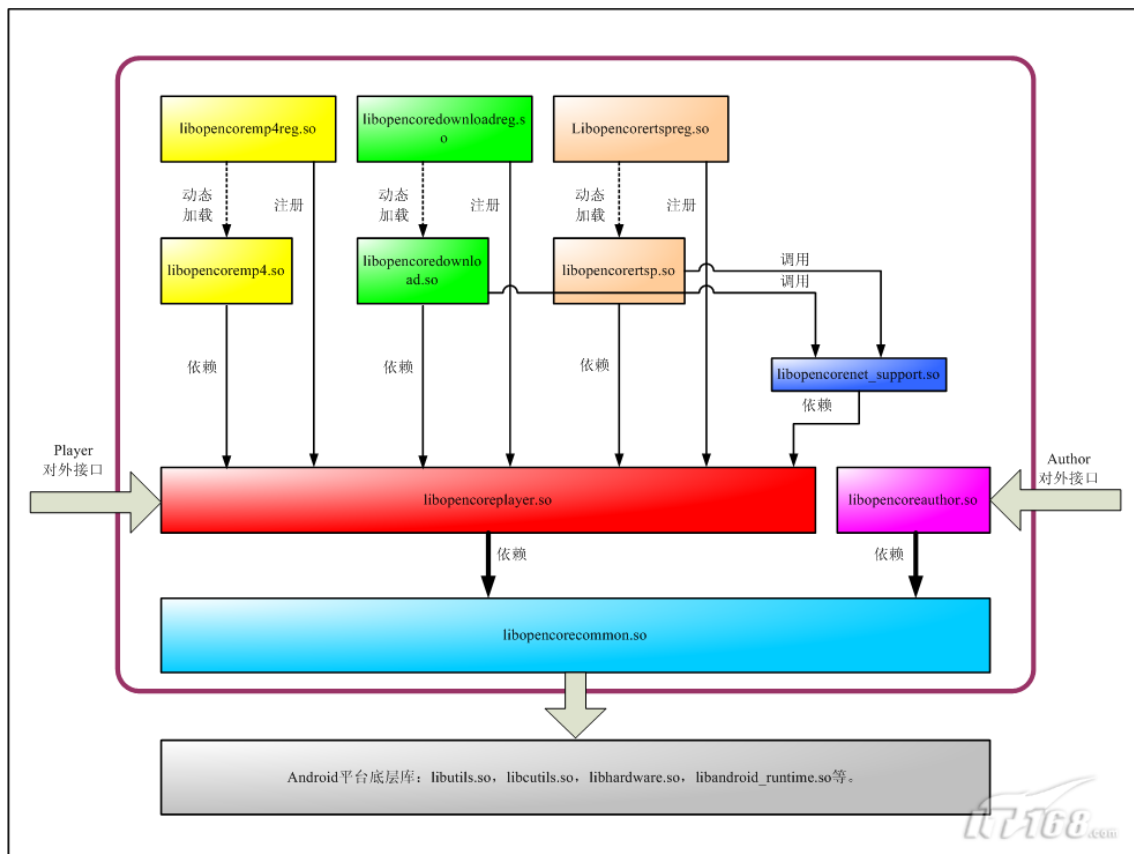 libopencoremp4reg.so
libopencoredownloadreg.s
o
Libopencorertspreg.so
动态
加载
注册
动态
加载
注册
动态
加载
注册
libopencoremp4.so
libopencoredownlo
ad.so
libopencorertsp.so
调用
调用
依赖
依赖
依赖
libopencorenet_support.so
依赖
Player
对外接口
libopencoreplayer.so
libopencoreauthor.so
Author
对外接口
依赖
依赖
libopencorecommon.so
Android平台底层库：libutils.so，libcutils.so，libhardware.so，libandroid_runtime.so等。
IT168.com